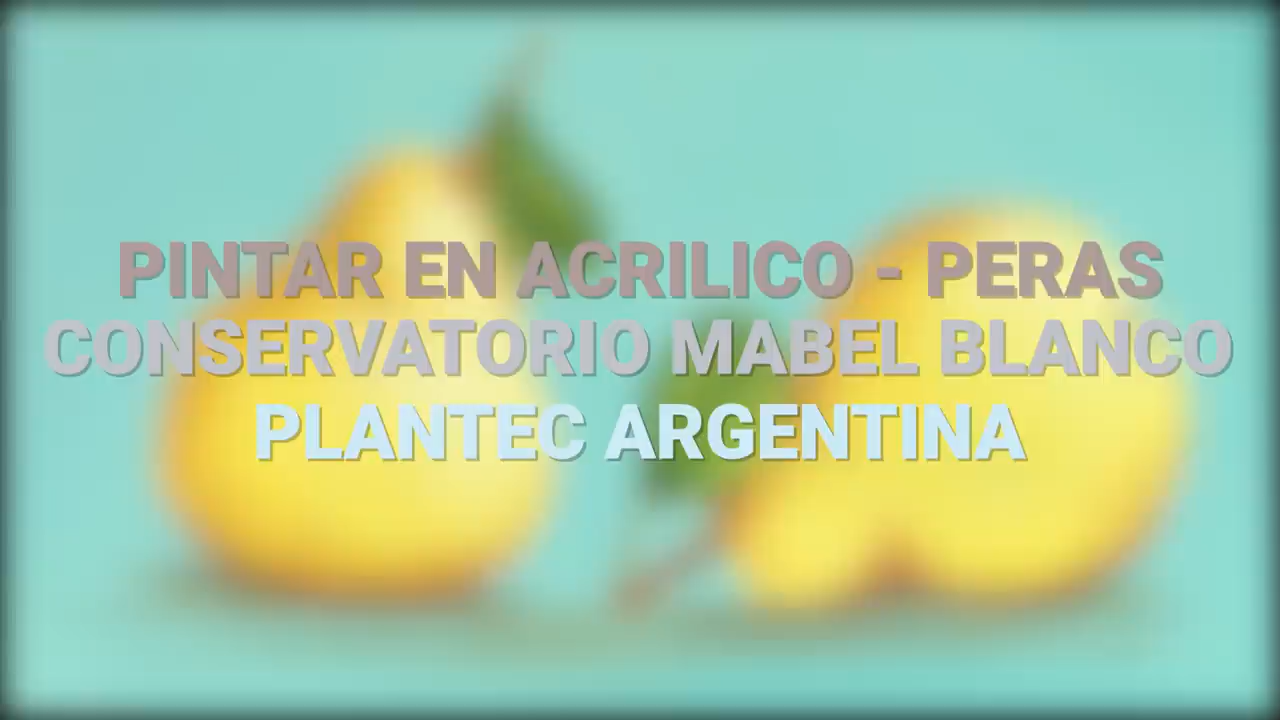 PINTAR EN ACRILICO - PERAS
CONSERVATORIO MABEL BLANCO
PLANTEC ARGENTINA